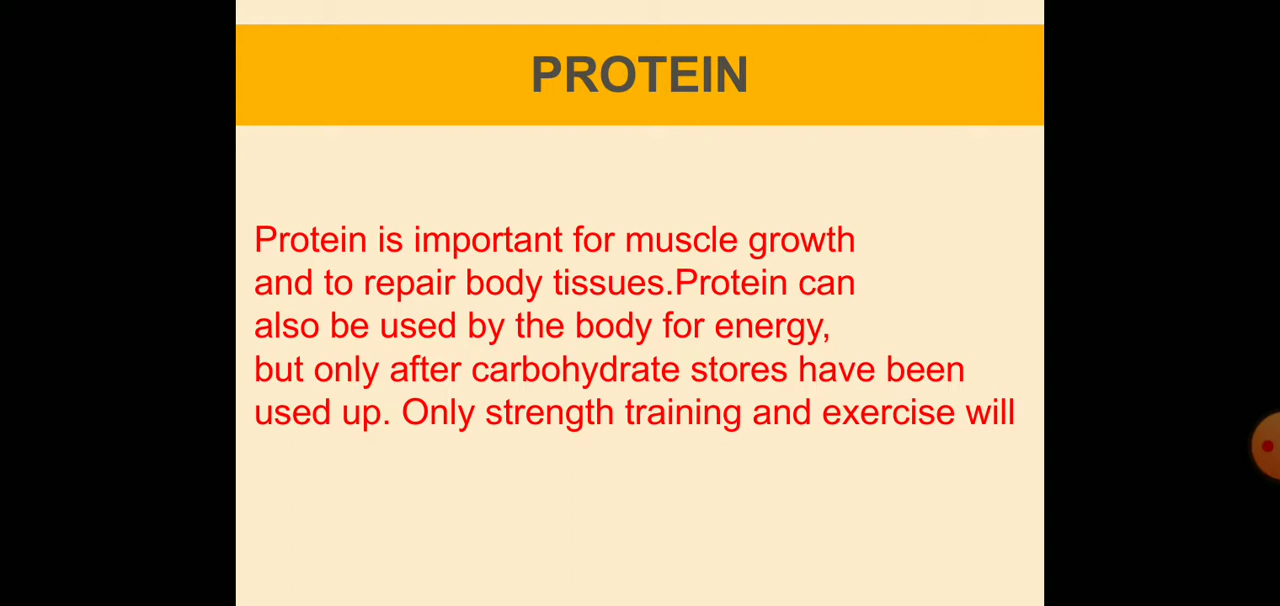 PROTEIN
Protein is important for muscle growth
and to repair body tissues.Protein can
also be used by the body for energy,
but only after carbohydrate stores have been
used up. Only strength training and exercise will